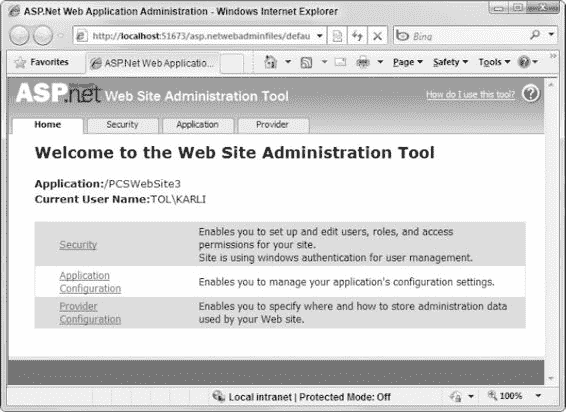 ASP.Net Web Application Administration - Windows Internet Explorer
http://localhost:51673/asp.netwebadminfiles/defau
Bing
Favorites
ASP.Net Web Applicatio...
Page
Safety
Tools
ASP.net Web Site Administration Tool
How do I use this tool?
Home
Security
Application
Provider
Welcome to the Web Site Administration Tool
Application:/PCSWebSite3
Current User Name:TOL\KARLI
Security
Enables you to set up and edit users, roles, and access
permissions for your site.
Site is using windows authentication for user management.
Application
Configuration
Enables you to manage your application's configuration settings.
Provider
Configuration
Enables you to specify where and how to store administration data
used by your Web site.
Local intranet | Protected Mode: Off
100%